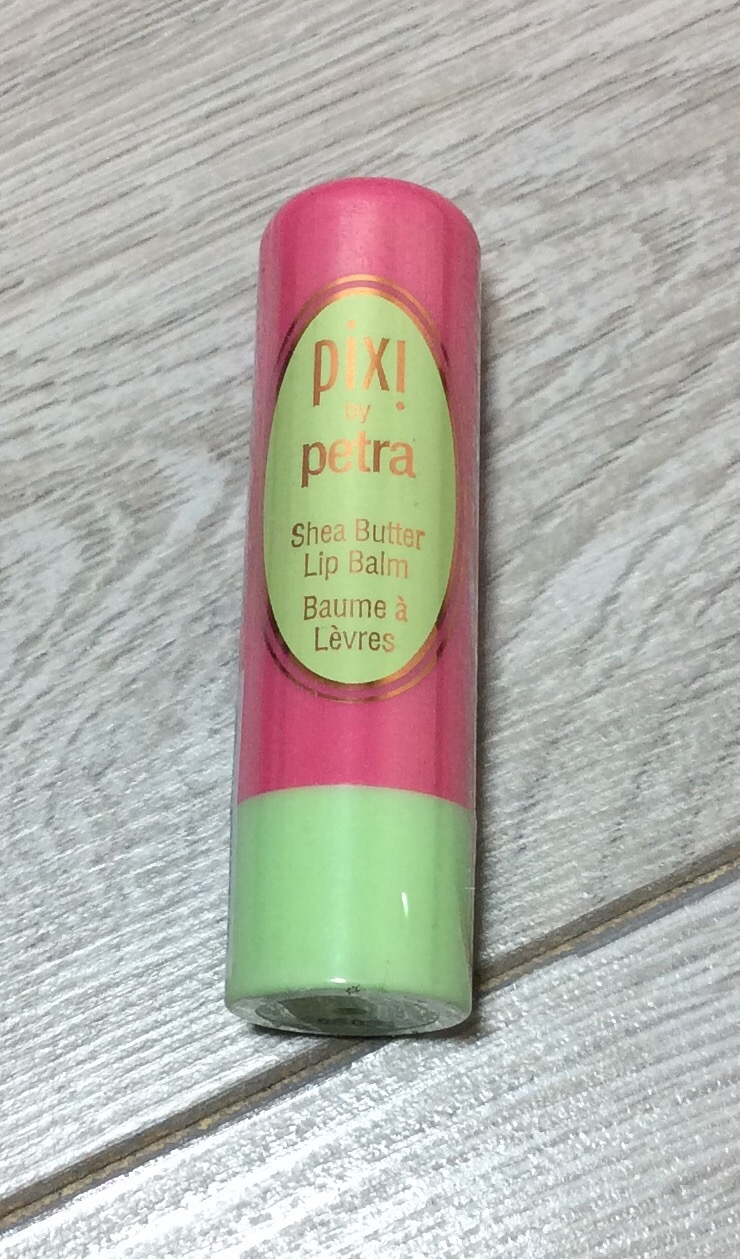 pixi
by
petra
Shea Butter
Lip Balm
Baume à
Lèvres